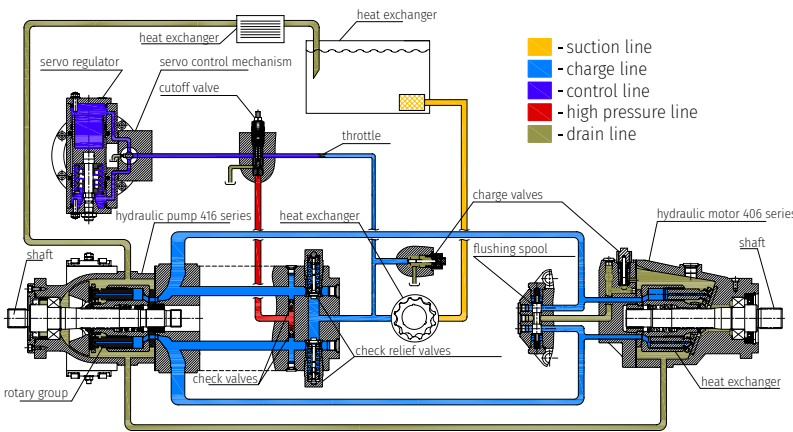 heat exchanger
heat exchanger
servo regulator
servo control mechanism
cutoff valve
- suction line
- charge line
- control line
- high pressure line
- drain line
throttle
hydraulic pump 416 series
heat exchanger
charge valves
hydraulic motor 406 series
shaft
flushing spool
shaft
check relief valves
check valves
rotary group
heat exchanger